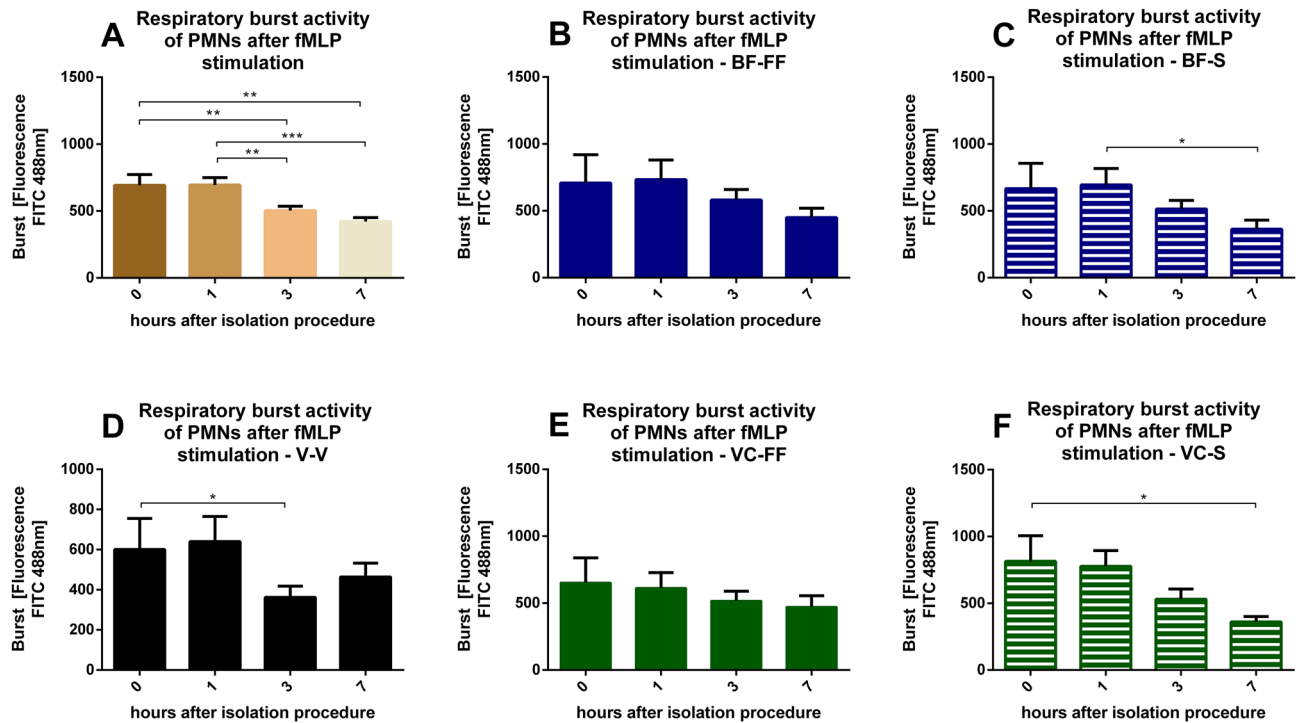 A
Respiratory burst activity
of PMNs after fMLP
stimulation
Burst [Fluorescence
FITC 488nm]
1500
1000
500
0
**
**
***
**
0 1 3 7
hours after isolation procedure
B
Respiratory burst activity
of PMNs after fMLP
stimulation - BF-FF
Burst [Fluorescence
FITC 488nm]
1500
1000
500
0
0 1 3 7
hours after isolation procedure
C
Respiratory burst activity
of PMNs after fMLP
stimulation - BF-S
Burst [Fluorescence
FITC 488nm]
1500
1000
500
0
*
0 1 3 7
hours after isolation procedure
D
Respiratory burst activity
of PMNs after fMLP
stimulation - V-V
Burst [Fluorescence
FITC 488nm]
1000
800
600
400
200
0
*
0 1 3 7
hours after isolation procedure
E
Respiratory burst activity
of PMNs after fMLP
stimulation - VC-FF
Burst [Fluorescence
FITC 488nm]
1500
1000
500
0
0 1 3 7
hours after isolation procedure
F
Respiratory burst activity
of PMNs after fMLP
stimulation - VC-S
Burst [Fluorescence
FITC 488nm]
1500
1000
500
0
*
0 1 3 7
hours after isolation procedure